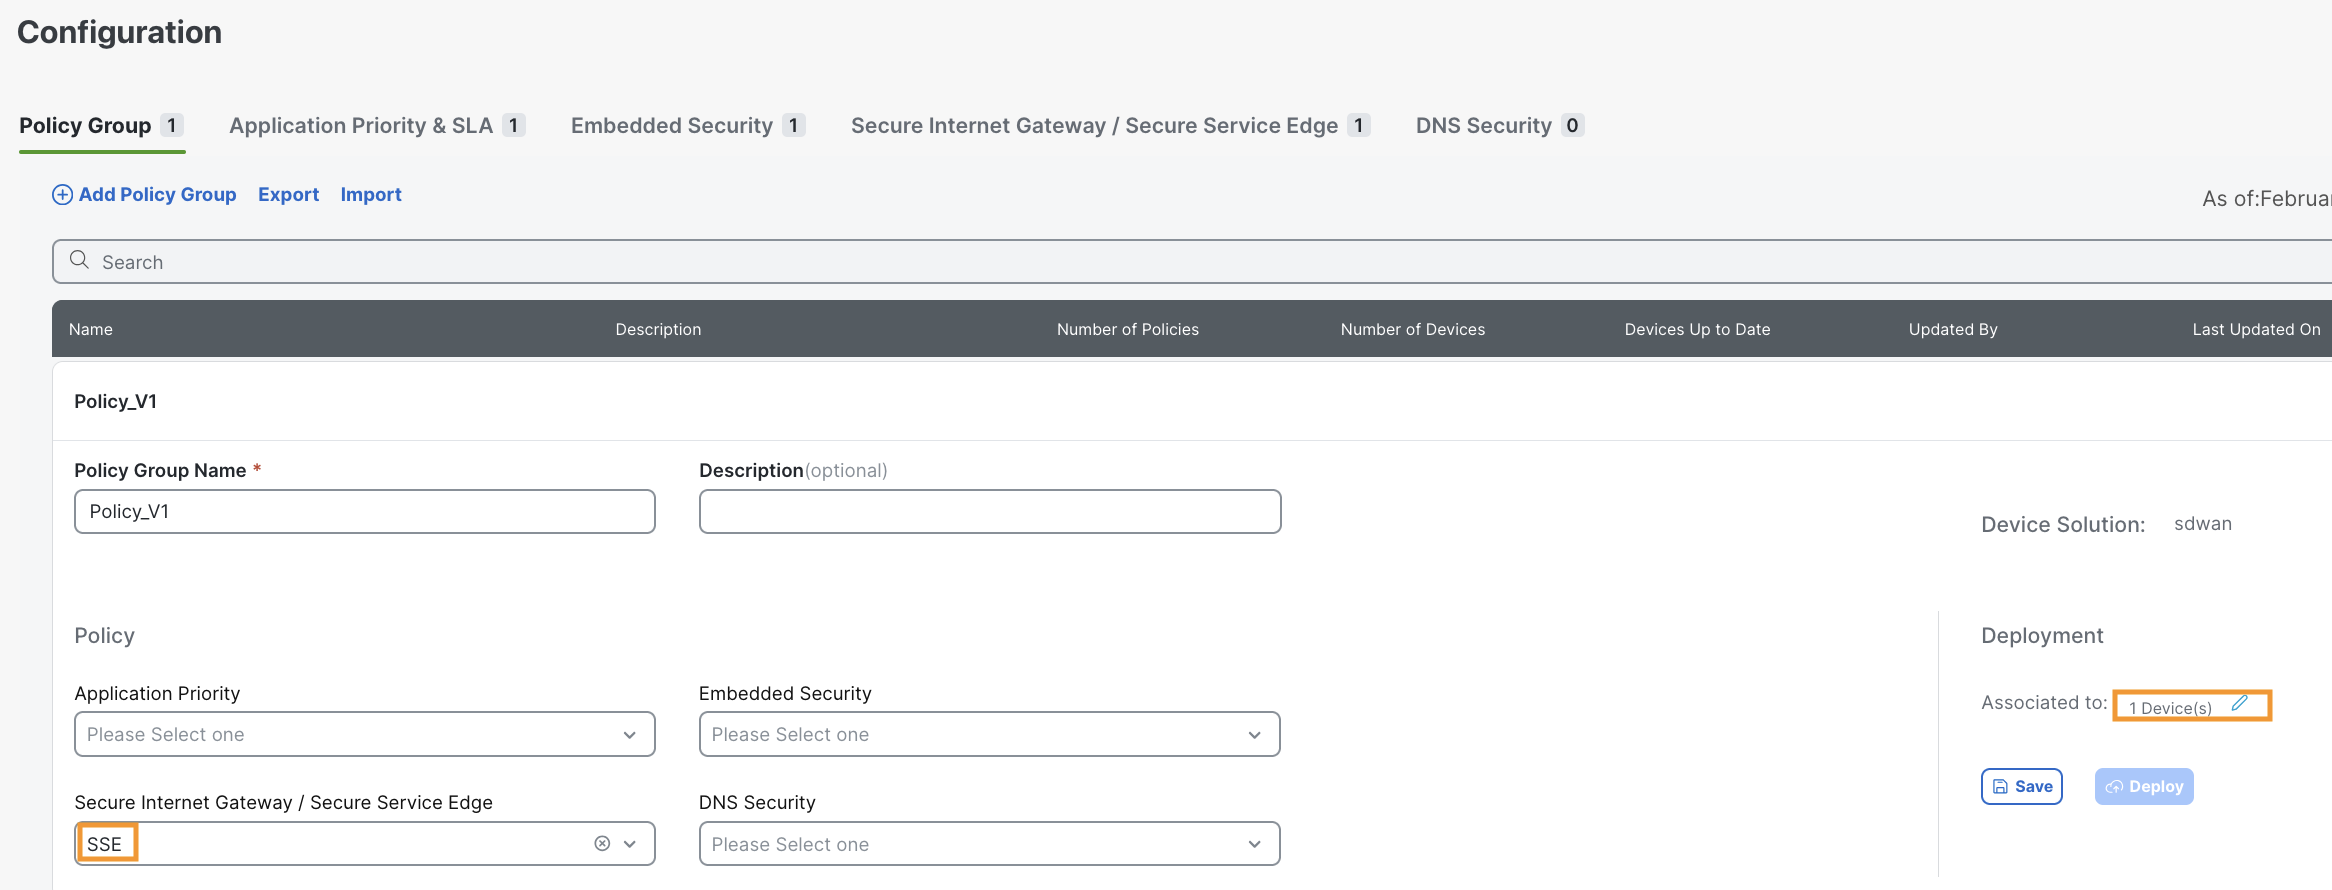 Configuration
Policy Group 1 Application Priority & SLA 1 Embedded Security 1 Secure Internet Gateway / Secure Service Edge 1 DNS Security 0
Add Policy Group Export Import
As of:Februar
Search
Name Description Number of Policies Number of Devices Devices Up to Date Updated By Last Updated On
Policy_V1
Policy Group Name * Description(optional)
Policy_V1
Device Solution: sdwan
Policy
Deployment
Application Priority Embedded Security
Associated to: 1 Device(s)
Please Select one Please Select one
Save Deploy
Secure Internet Gateway / Secure Service Edge DNS Security
SSE Please Select one